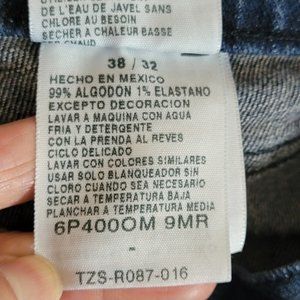 DE L'EAU DE JAVEL SANS
CHLORE AU BESOIN
SECHER A CHALEUR BASSE
FER CHAUD
38 / 32
HECHO EN MEXICO
99% ALGODON 1% ELASTANO
EXCEPTO DECORACION
LAVAR A MAQUINA CON AGUA
FRIA Y DETERGENTE
CON LA PRENDA AL REVES
CICLO DELICADO
LAVAR CON COLORES SIMILARES
USAR SOLO BLANQUEADOR SIN
CLORO CUANDO SEA NECESARIO
SECAR A TEMPERATURA BAJA
PLANCHAR A TEMPERATURA MEDIA
6P400OM 9MR
-
TZS-R087-016